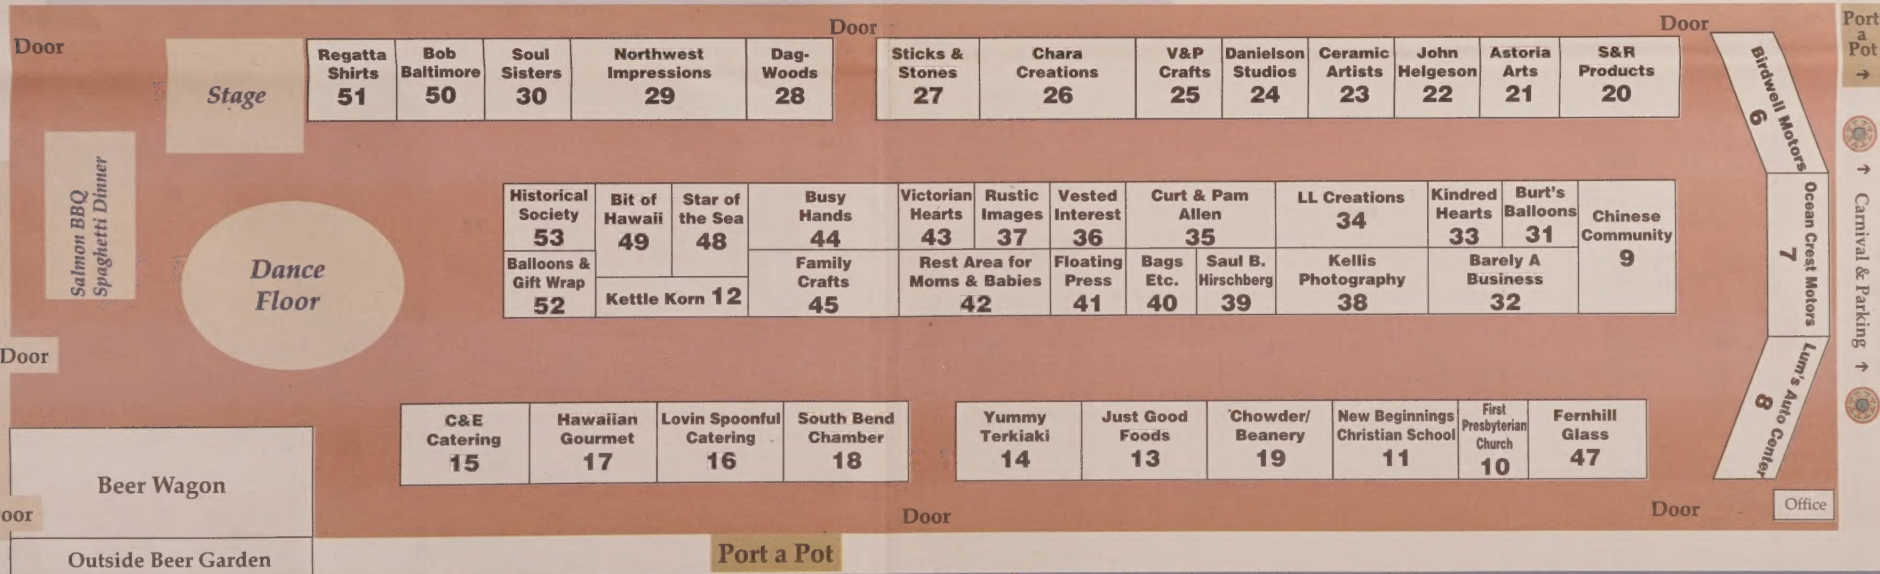 Door
Door
Door
Port
a
Pot
→
Stage
Regatta
Shirts
51
Bob
Baltimore
50
Soul
Sisters
30
Northwest
Impressions
29
Dag-
Woods
28
Sticks &
Stones
27
Chara
Creations
26
V&P
Crafts
25
Danielson
Studios
24
Ceramic
Artists
23
John
Helgeson
22
Astoria
Arts
21
S&R
Products
20
Birdwell Motors
6
Salmon BBQ
Spaghetti Dinner
Dance
Floor
Historical
Society
53
Bit of
Hawaii
49
Star of
the Sea
48
Busy
Hands
44
Victorian
Hearts
43
Rustic
Images
37
Vested
Interest
36
Curt & Pam
Allen
35
LL Creations
34
Kindred
Hearts
33
Burt's
Balloons
31
Chinese
Community
9
Balloons &
Gift Wrap
52
Kettle Korn 12
Family
Crafts
45
Rest Area for
Moms & Babies
42
Floating
Press
41
Bags
Etc.
40
Saul B.
Hirschberg
39
Kellis
Photography
38
Barely A
Business
32
Ocean Crest Motors
7
↑ Carnival & Parking ↑
Door
C&E
Catering
15
Hawaiian
Gourmet
17
Lovin Spoonful
Catering
16
South Bend
Chamber
18
Yummy
Terkiaki
14
Just Good
Foods
13
Chowder/
Beanery
19
New Beginnings
Christian School
11
First
Presbyterian
Church
10
Fernhill
Glass
47
Lum's Auto Center
8
Beer Wagon
oor
Door
Door
Office
Outside Beer Garden
Port a Pot